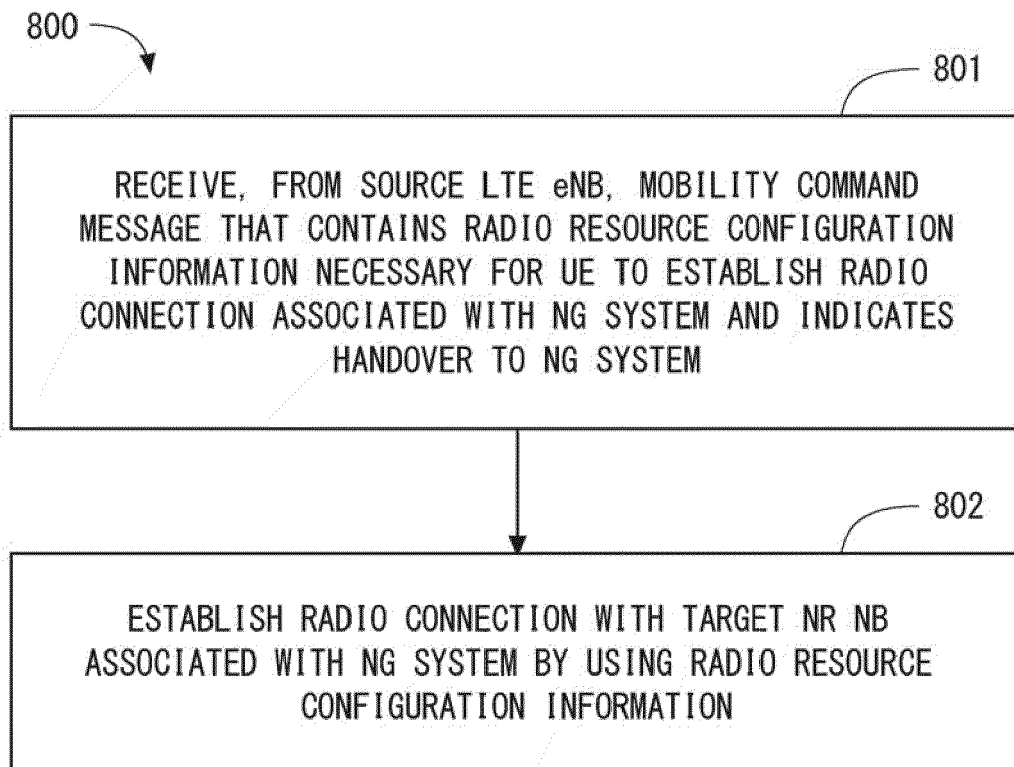 800
801
RECEIVE, FROM SOURCE LTE eNB, MOBILITY COMMAND
MESSAGE THAT CONTAINS RADIO RESOURCE CONFIGURATION
INFORMATION NECESSARY FOR UE TO ESTABLISH RADIO
CONNECTION ASSOCIATED WITH NG SYSTEM AND INDICATES
HANDOVER TO NG SYSTEM
802
ESTABLISH RADIO CONNECTION WITH TARGET NR NB
ASSOCIATED WITH NG SYSTEM BY USING RADIO RESOURCE
CONFIGURATION INFORMATION